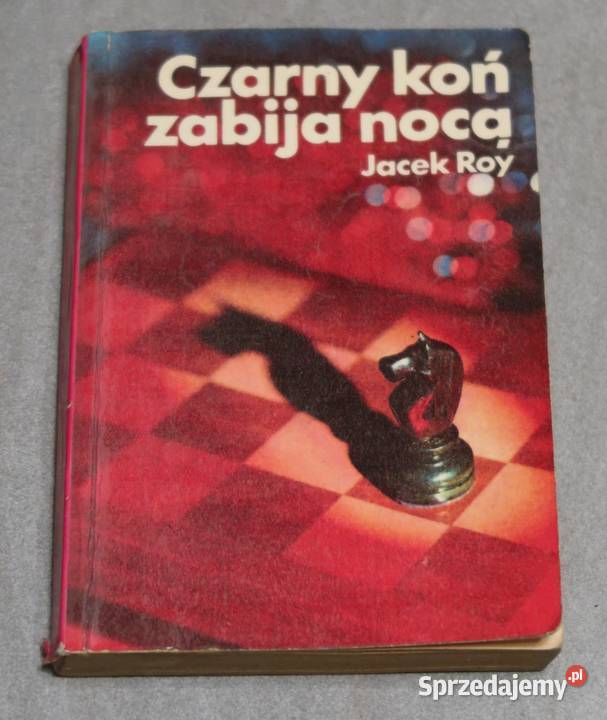 Czarny koń
zabija nocą
Jacek Roy
Sprzedajemy.pl